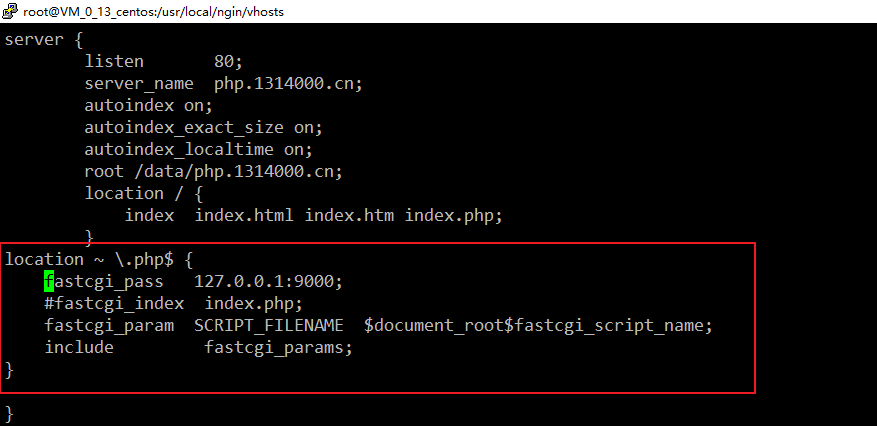 root@VM_0_13_centos:/usr/local/ngin/vhosts
server {
        listen       80;
        server_name  php.1314000.cn;
        autoindex on;
        autoindex_exact_size on;
        autoindex_localtime on;
        root /data/php.1314000.cn;
        location / {
            index  index.html index.htm index.php;
        }
location ~ \.php$ {
    fastcgi_pass   127.0.0.1:9000;
    #fastcgi_index  index.php;
    fastcgi_param  SCRIPT_FILENAME  $document_root$fastcgi_script_name;
    include         fastcgi_params;
}
}